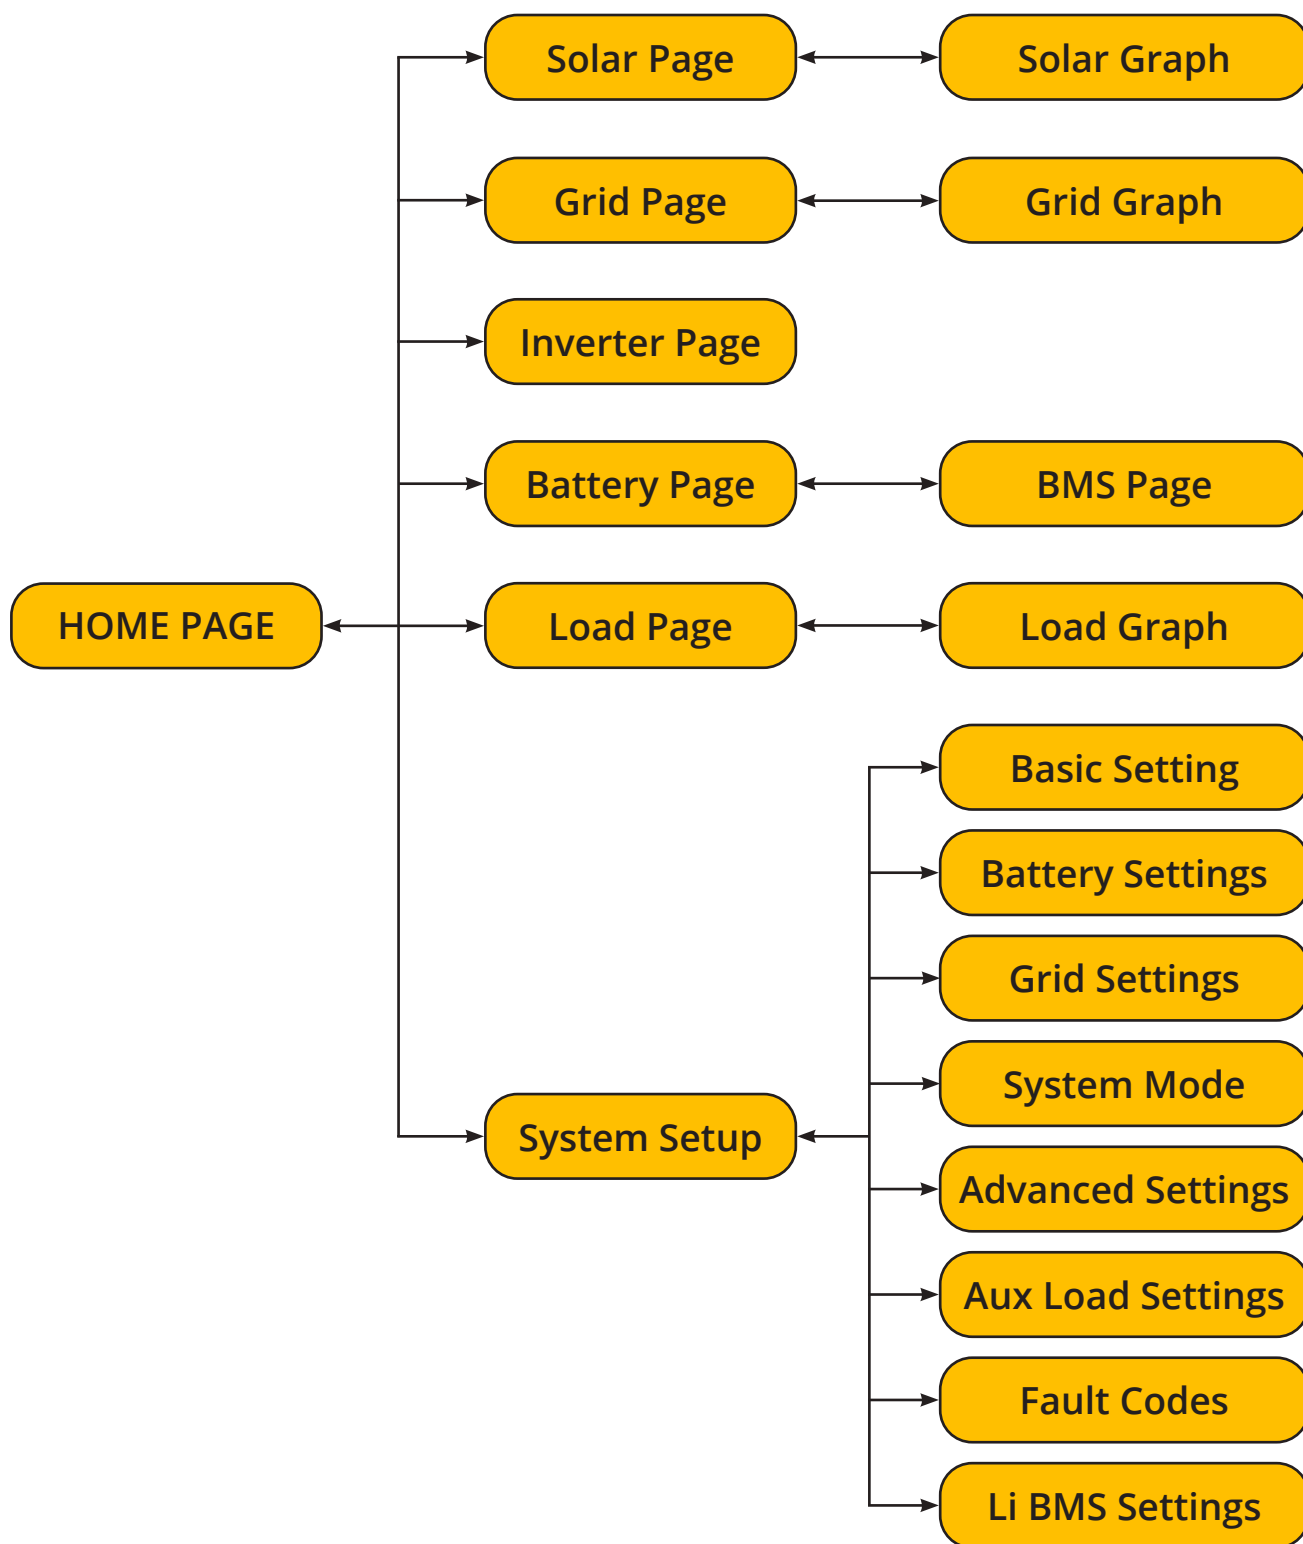 Solar Page
Solar Graph
Grid Page
Grid Graph
Inverter Page
Battery Page
BMS Page
HOME PAGE
Load Page
Load Graph
Basic Setting
Battery Settings
Grid Settings
System Mode
System Setup
Advanced Settings
Aux Load Settings
Fault Codes
Li BMS Settings